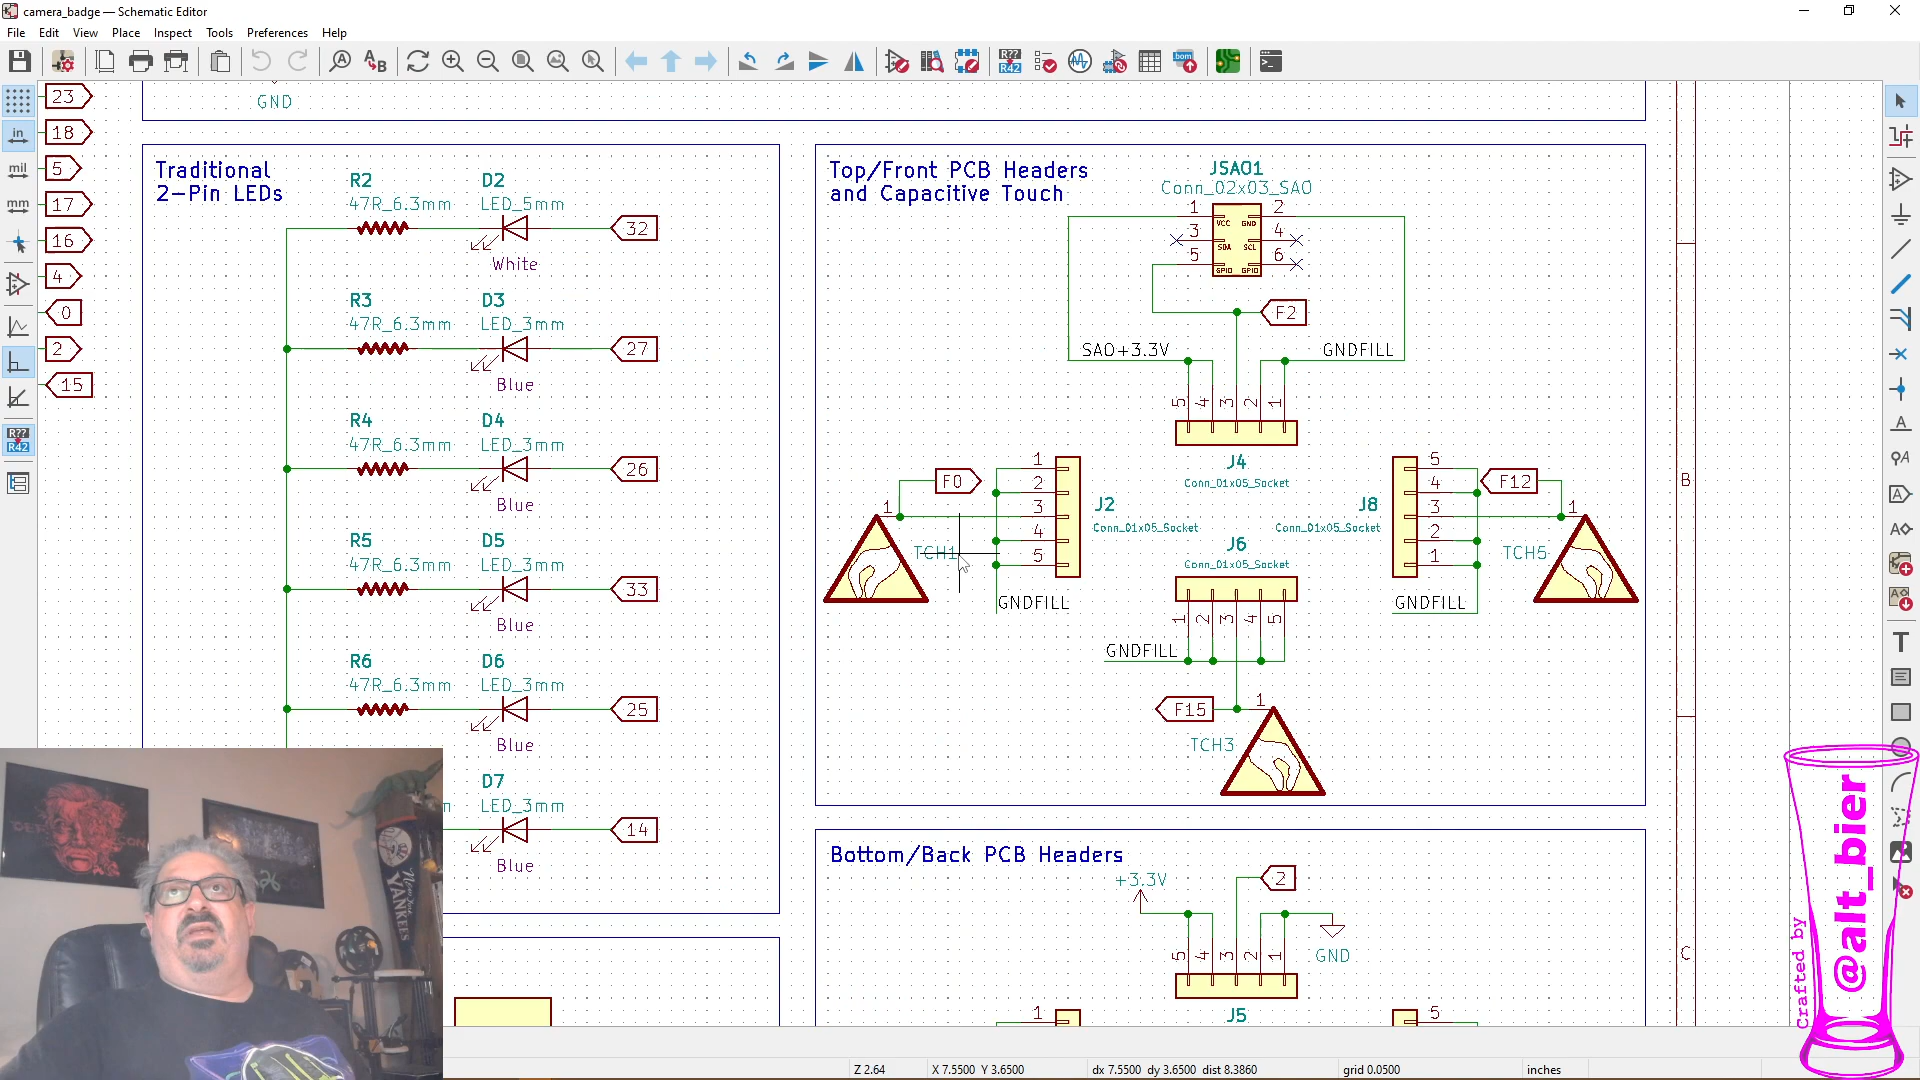 camera_badge — Schematic Editor
File Edit View Place Inspect Tools Preferences Help
23
18
5
17
16
4
0
2
15
in
mil
mm
R??
R42
GND
Traditional
2-Pin LEDs
R2 D2
47R_6.3mm LED_5mm
32
White
R3 D3
47R_6.3mm LED_3mm
27
Blue
R4 D4
47R_6.3mm LED_3mm
26
Blue
R5 D5
47R_6.3mm LED_3mm
33
Blue
R6 D6
47R_6.3mm LED_3mm
25
Blue
D7
LED_3mm
14
Blue
Top/Front PCB Headers
and Capacitive Touch
JSAO1
Conn_02x03_SAO
1 VCC GND 2
3 SDA SCL 4
5 GPIO GPIO 6
F2
SAO+3.3V GNDFILL
5 4 3 2 1
J4
Conn_01x05_Socket
F0
1
TCH1
1
2
3
4
5
J2
Conn_01x05_Socket
GNDFILL
J8
Conn_01x05_Socket
5
4
3
2
1
F12
1
TCH5
GNDFILL
J6
Conn_01x05_Socket
1 2 3 4 5
GNDFILL
F15
1
TCH3
Bottom/Back PCB Headers
+3.3V
2
GND
5 4 3 2 1
J5
1
5
B
C
YANKEES
Crafted by
@alt_bier
Z 2.64 X 7.5500 Y 3.6500 dx 7.5500 dy 3.6500 dist 8.3860 grid 0.0500 inches